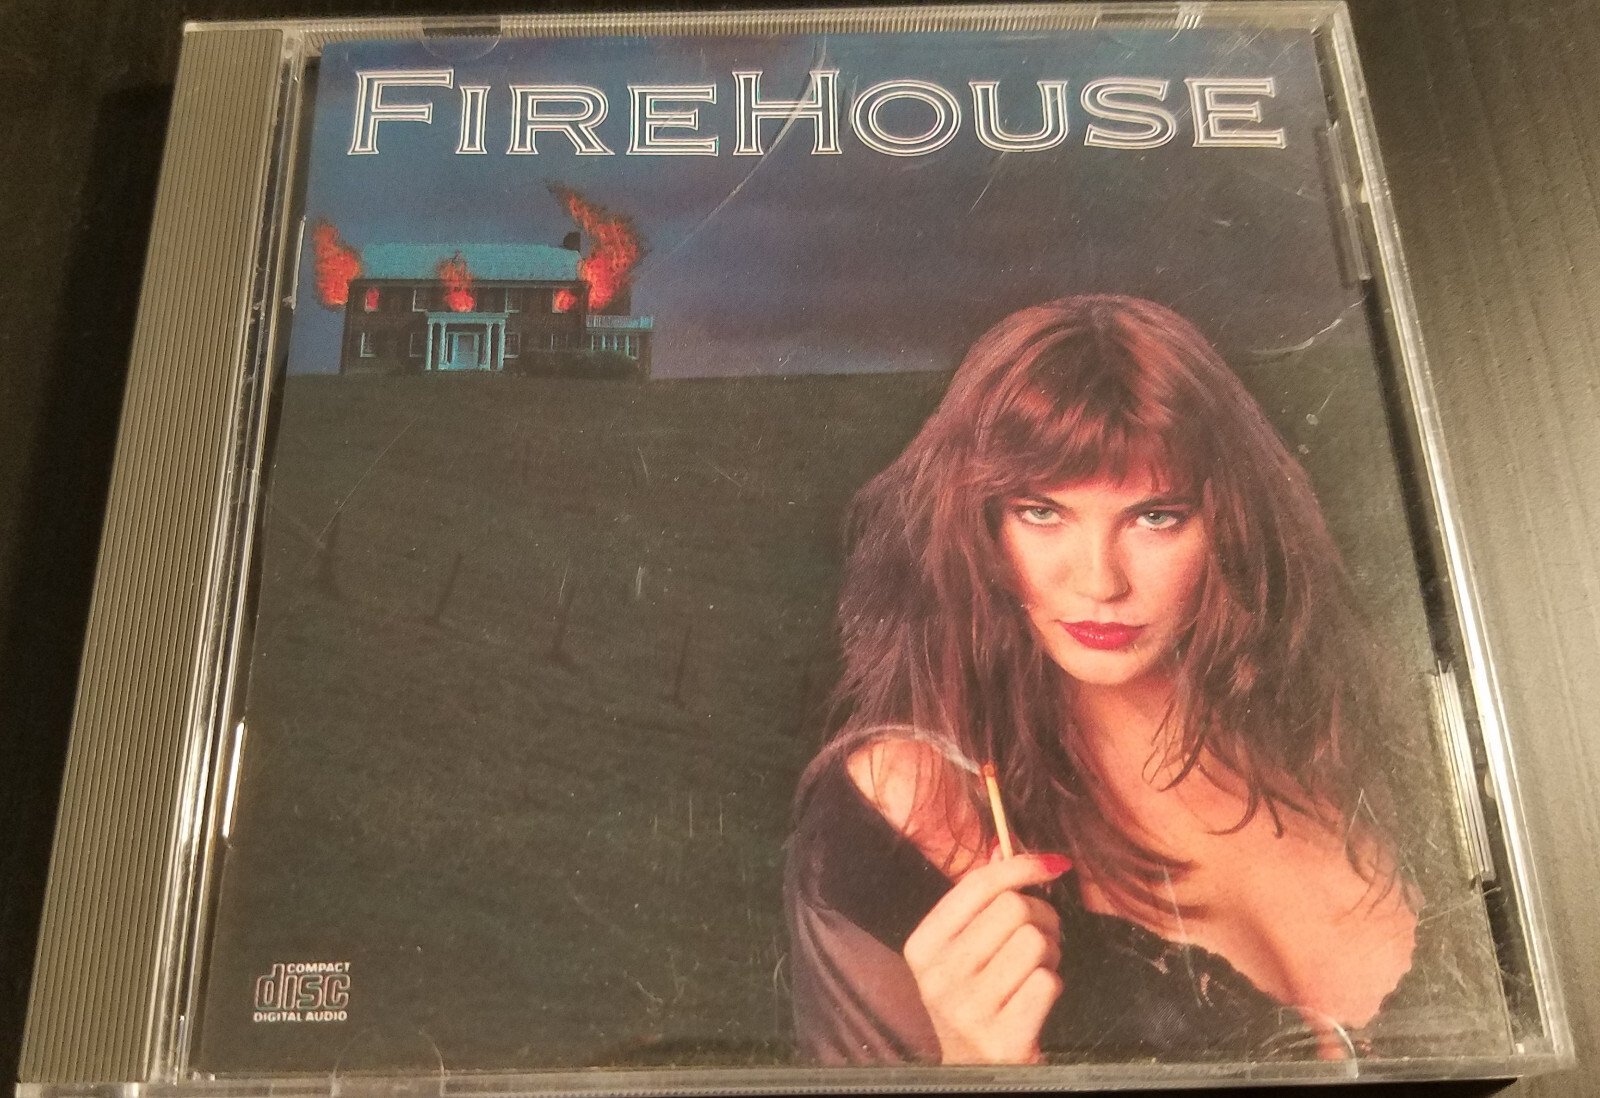 FIREHOUSE
COMPACT
disc
DIGITAL AUDIO